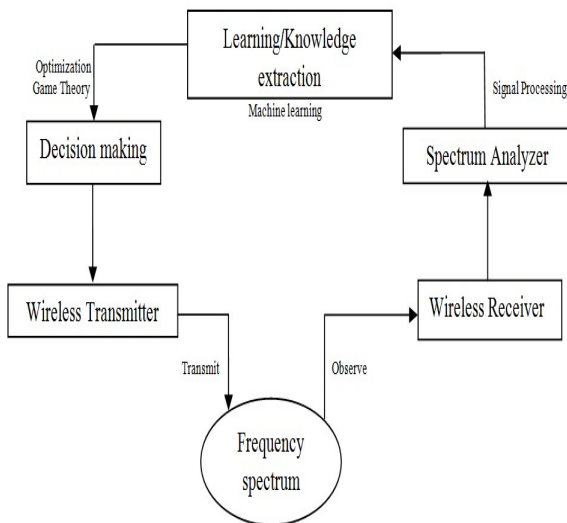 Learning/Knowledge
extraction
Machine learning
Optimization
Game Theory
Signal Processing
Decision making
Spectrum Analyzer
Wireless Transmitter
Wireless Receiver
Transmit
Observe
Frequency
spectrum